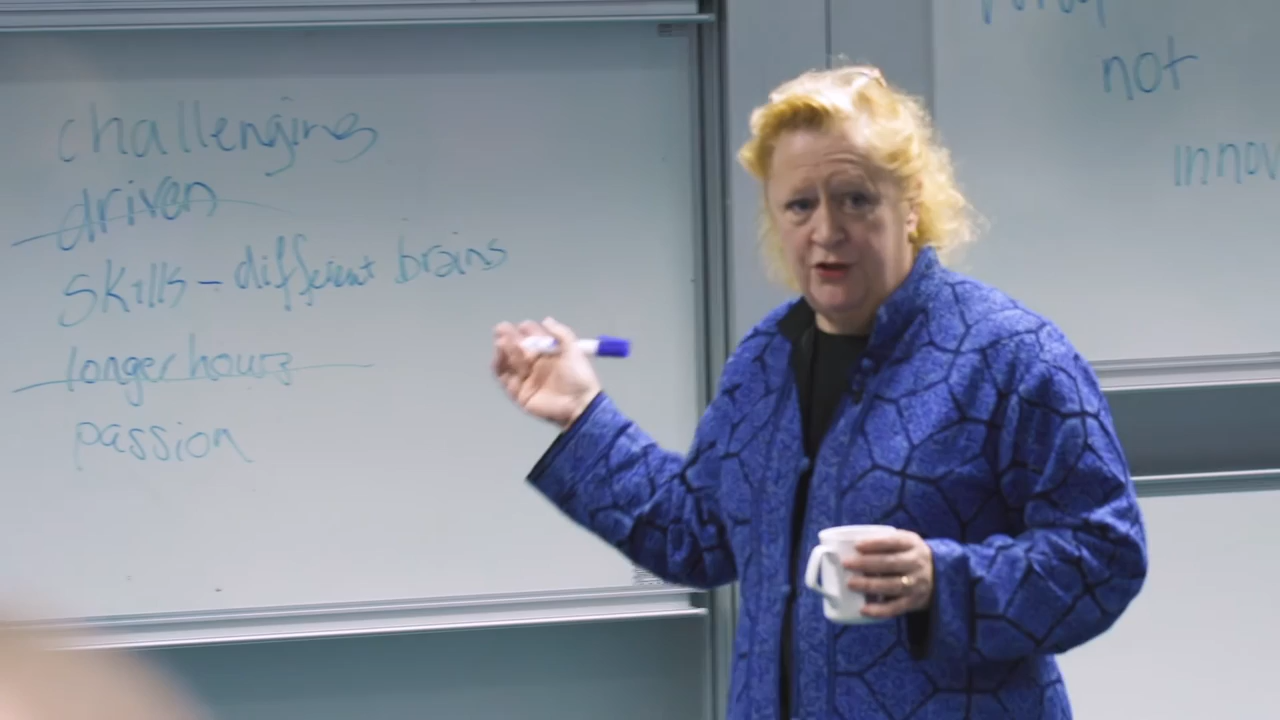 challenging
driven
skills – different brains
longer hours
passion
not
innov